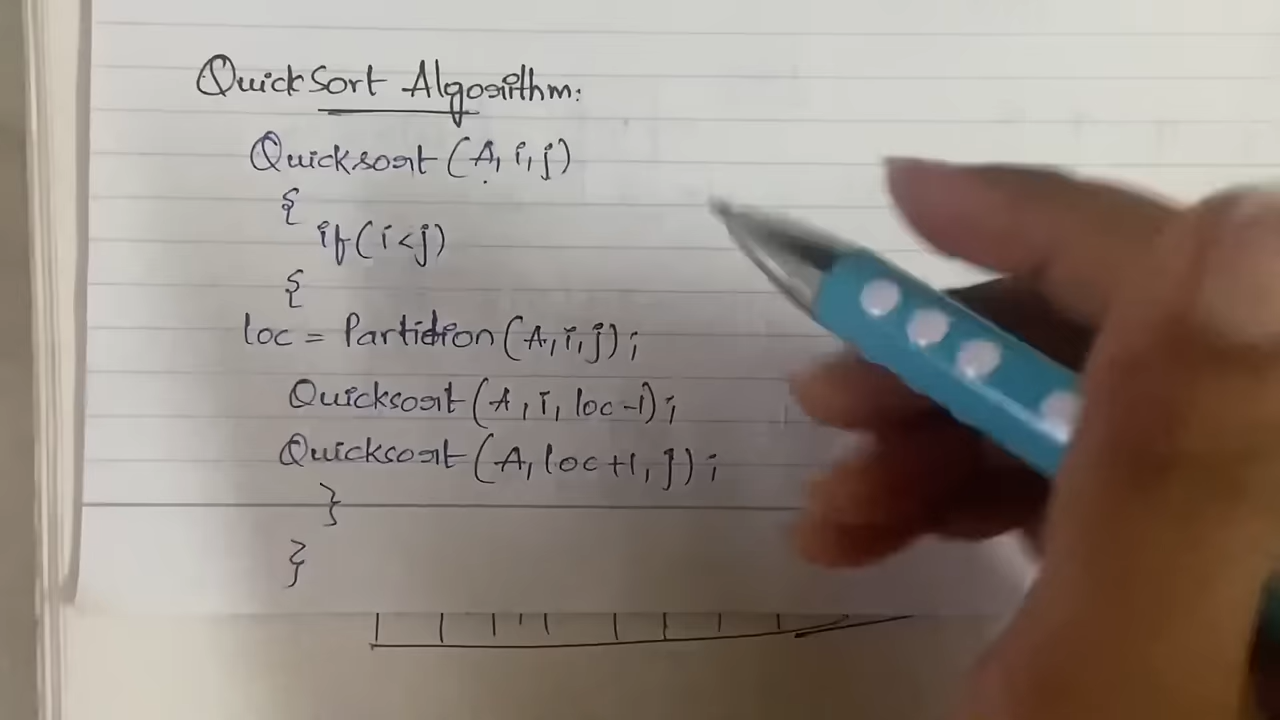 QuickSort Algorithm:
Quicksort (A, i, j)
{
if (i < j)
{
loc = Partition (A, i, j);
Quicksort (A, i, loc-1);
Quicksort (A, loc+1, j);
}
}